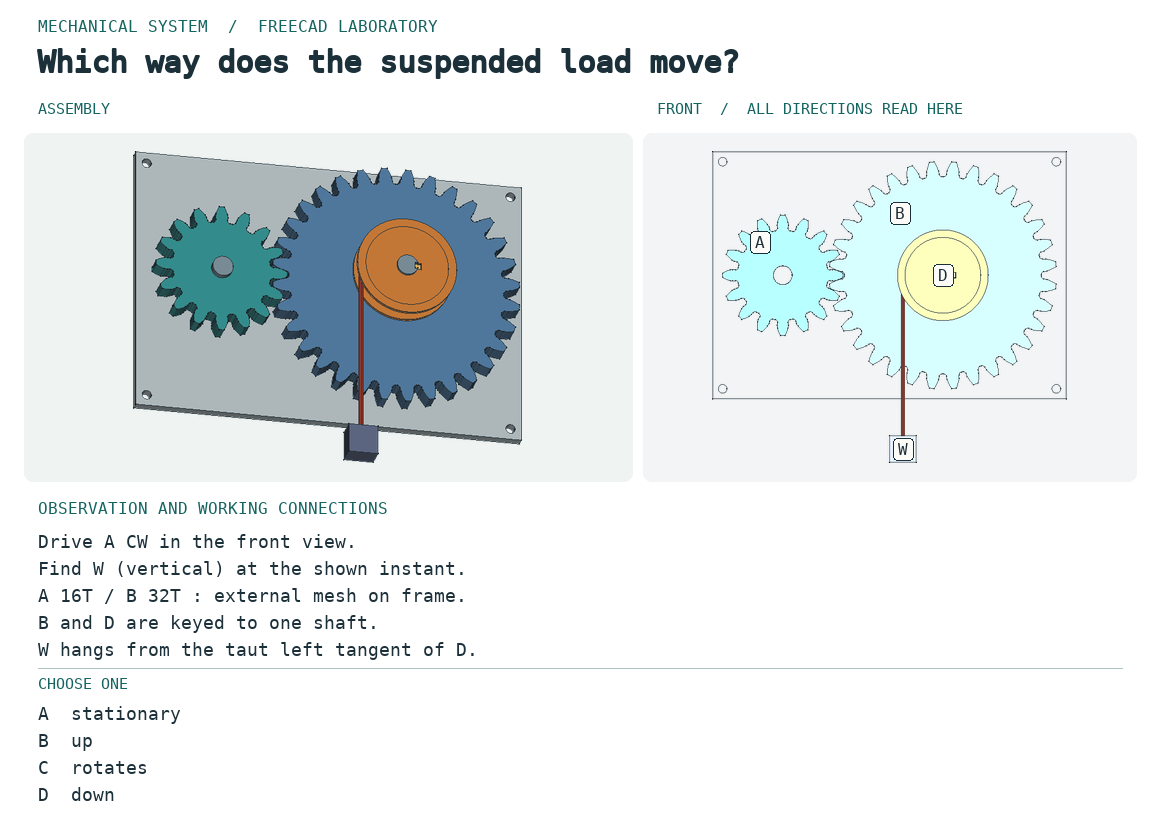 MECHANICAL SYSTEM / FREECAD LABORATORY
Which way does the suspended load move?
ASSEMBLY
FRONT / ALL DIRECTIONS READ HERE
A
B
D
W
OBSERVATION AND WORKING CONNECTIONS
Drive A CW in the front view.
Find W (vertical) at the shown instant.
A 16T / B 32T : external mesh on frame.
B and D are keyed to one shaft.
W hangs from the taut left tangent of D.
CHOOSE ONE
A stationary
B up
C rotates
D down